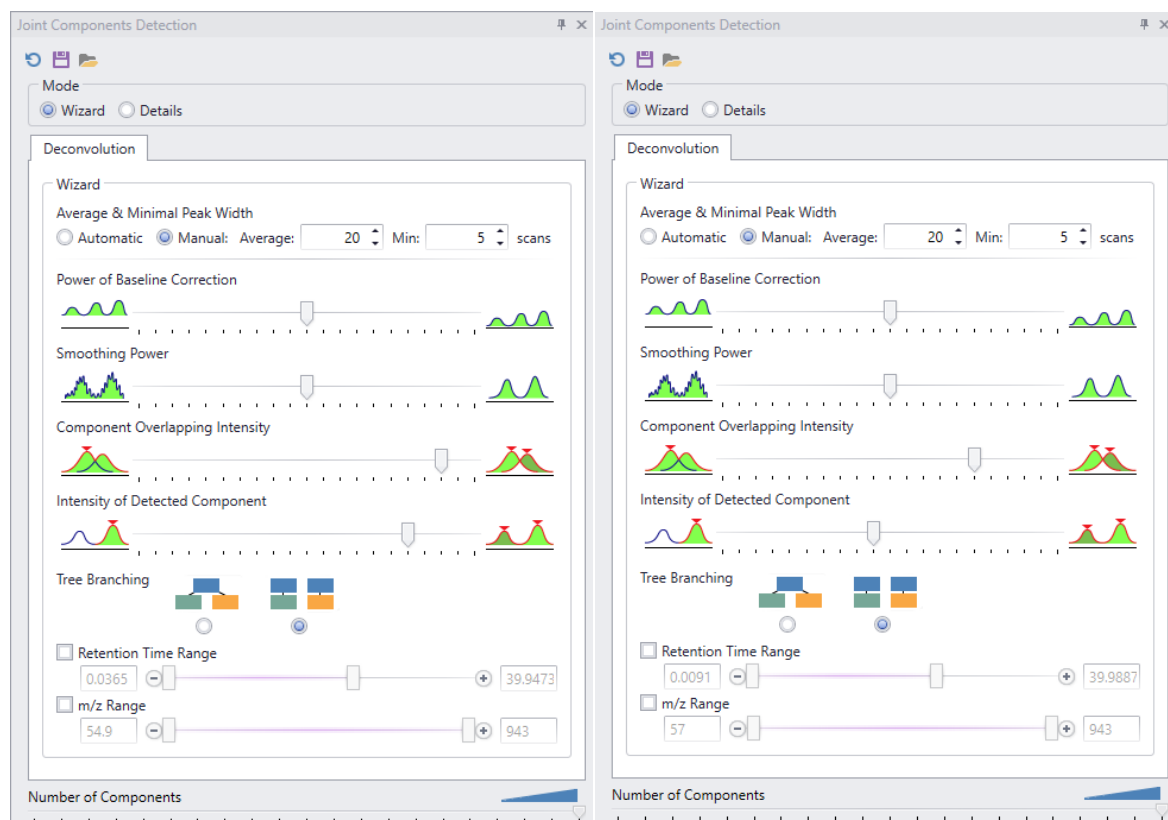 Joint Components Detection
Mode
Wizard Details
Deconvolution
Wizard
Average & Minimal Peak Width
Automatic Manual: Average: 20 Min: 5 scans
Power of Baseline Correction
Smoothing Power
Component Overlapping Intensity
Intensity of Detected Component
Tree Branching
Retention Time Range
0.0365 39.9473
m/z Range
54.9 943
Number of Components
Joint Components Detection
Mode
Wizard Details
Deconvolution
Wizard
Average & Minimal Peak Width
Automatic Manual: Average: 20 Min: 5 scans
Power of Baseline Correction
Smoothing Power
Component Overlapping Intensity
Intensity of Detected Component
Tree Branching
Retention Time Range
0.0091 39.9887
m/z Range
57 943
Number of Components